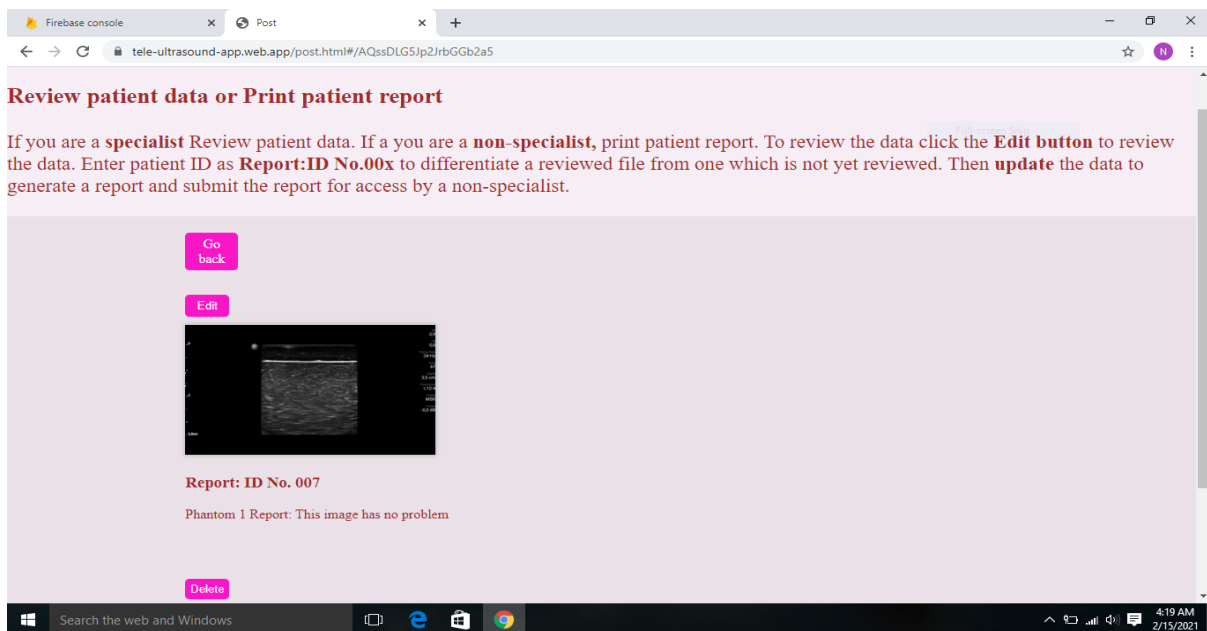 Firebase console
Post
tele-ultrasound-app.web.app/post.html#/AQssDLG5Jp2JrbGGb2a5
N
Review patient data or Print patient report
If you are a specialist Review patient data. If a you are a non-specialist, print patient report. To review the data click the Edit button to review
the data. Enter patient ID as Report:ID No.00x to differentiate a reviewed file from one which is not yet reviewed. Then update the data to
generate a report and submit the report for access by a non-specialist.
Go
back
Edit
Report: ID No. 007
Phantom 1 Report: This image has no problem
Delete
Search the web and Windows
4:19 AM
2/15/2021